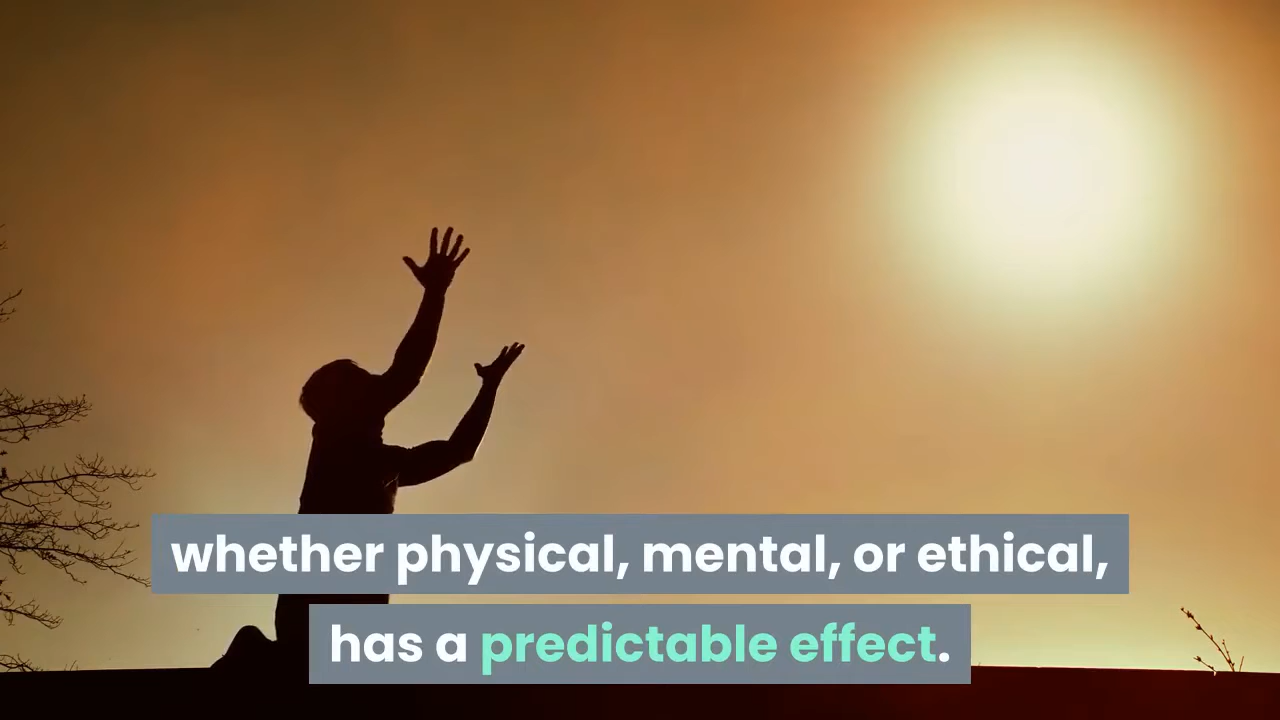 whether physical, mental, or ethical,
has a predictable effect.